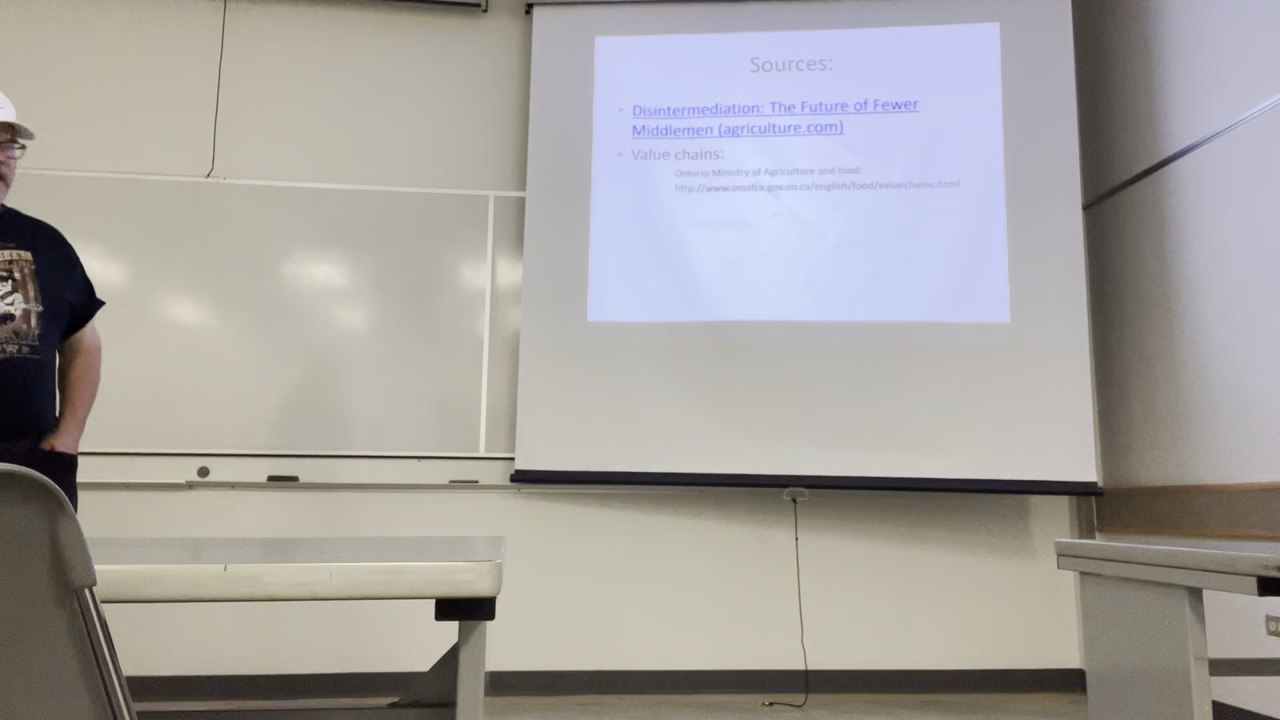 Sources:
• Disintermediation: The Future of Fewer
Middlemen (agriculture.com)
• Value chains:
Ontario Ministry of Agriculture and food.
http://www.omafra.gov.on.ca/english/food/valuechains.html